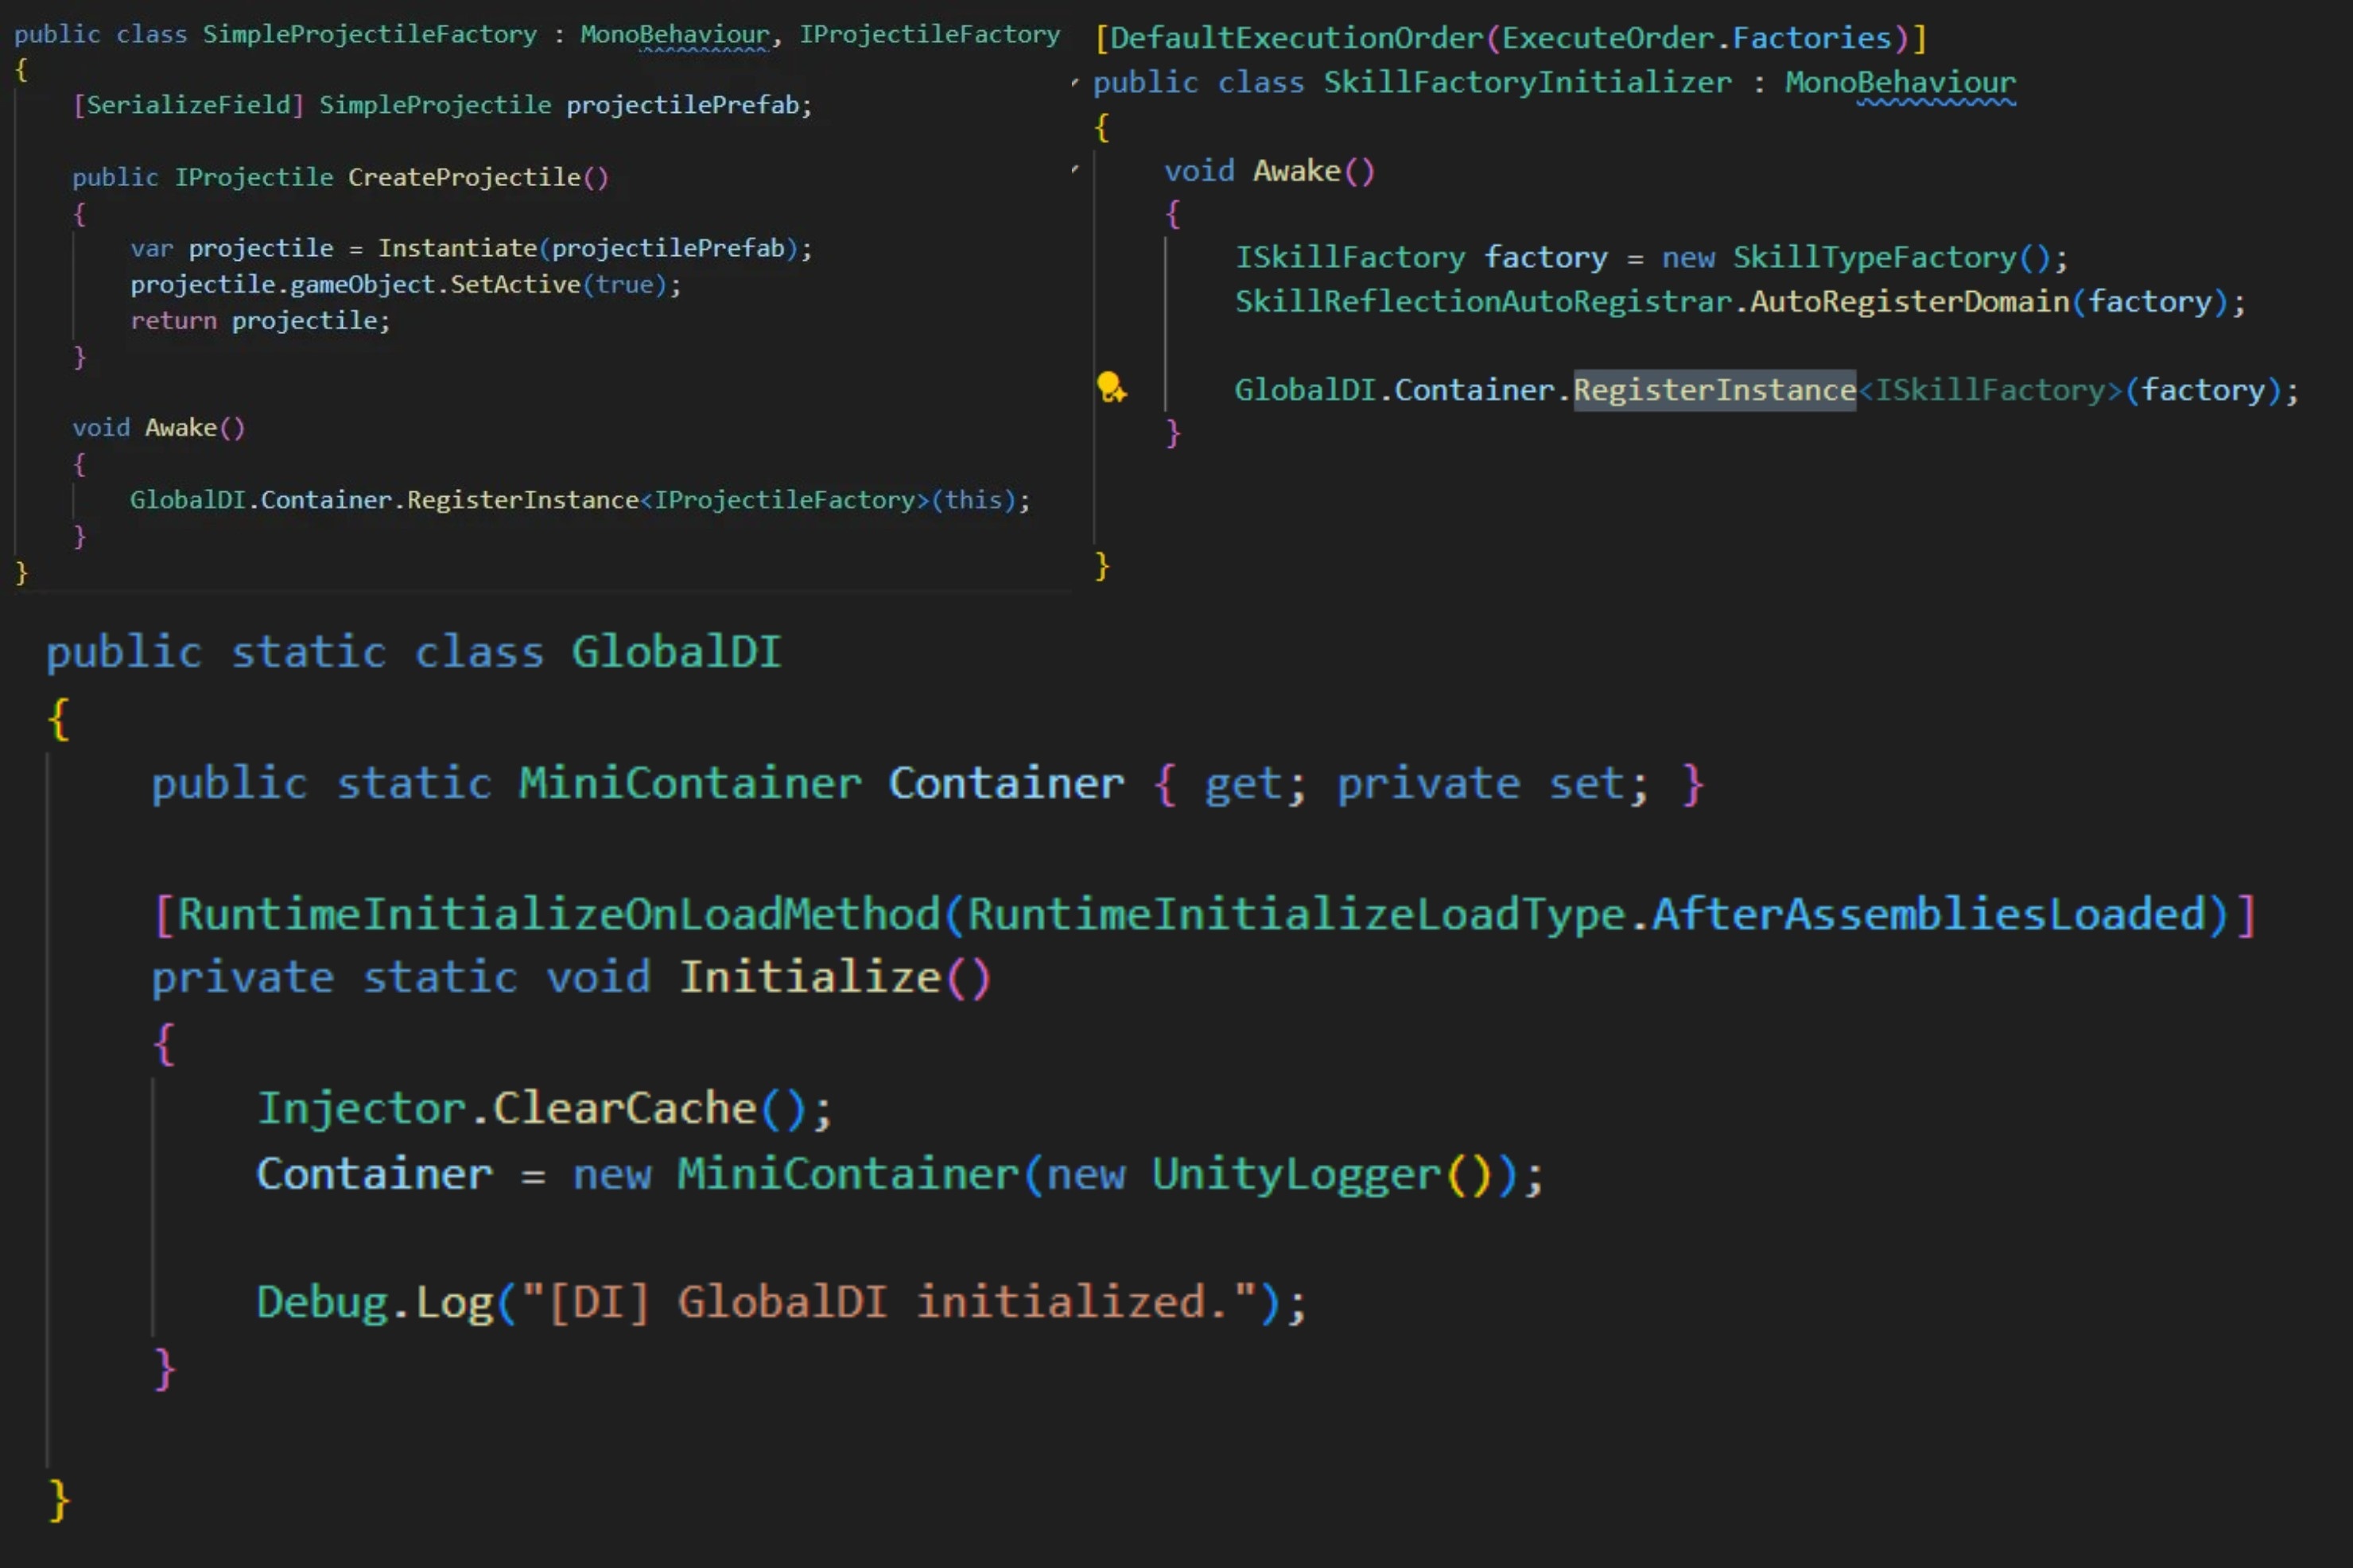 public class SimpleProjectileFactory : MonoBehaviour, IProjectileFactory
{
[SerializeField] SimpleProjectile projectilePrefab;
public IProjectile CreateProjectile()
{
var projectile = Instantiate(projectilePrefab);
projectile.gameObject.SetActive(true);
return projectile;
}
void Awake()
{
GlobalDI.Container.RegisterInstance<IProjectileFactory>(this);
}
}
[DefaultExecutionOrder(ExecuteOrder.Factories)]
public class SkillFactoryInitializer : MonoBehaviour
{
void Awake()
{
ISkillFactory factory = new SkillTypeFactory();
SkillReflectionAutoRegistrar.AutoRegisterDomain(factory);
GlobalDI.Container.RegisterInstance<ISkillFactory>(factory);
}
}
public static class GlobalDI
{
public static MiniContainer Container { get; private set; }
[RuntimeInitializeOnLoadMethod(RuntimeInitializeLoadType.AfterAssembliesLoaded)]
private static void Initialize()
{
Injector.ClearCache();
Container = new MiniContainer(new UnityLogger());
Debug.Log("[DI] GlobalDI initialized.");
}
}